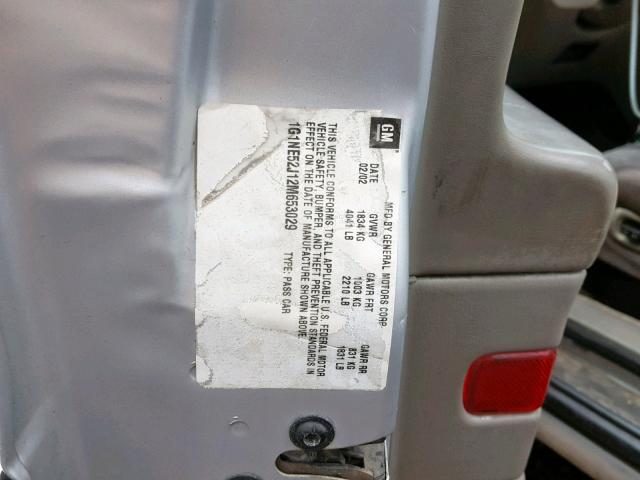 GM
MFD BY GENERAL MOTORS CORP
DATE GVWR GAWR FRT GAWR RR
02/02 1834 KG 1003 KG 831 KG
4041 LB 2210 LB 1831 LB
THIS VEHICLE CONFORMS TO ALL APPLICABLE U.S. FEDERAL MOTOR
VEHICLE SAFETY, BUMPER, AND THEFT PREVENTION STANDARDS IN
EFFECT ON THE DATE OF MANUFACTURE SHOWN ABOVE.
1G1NE52J12M653029 TYPE: PASS CAR